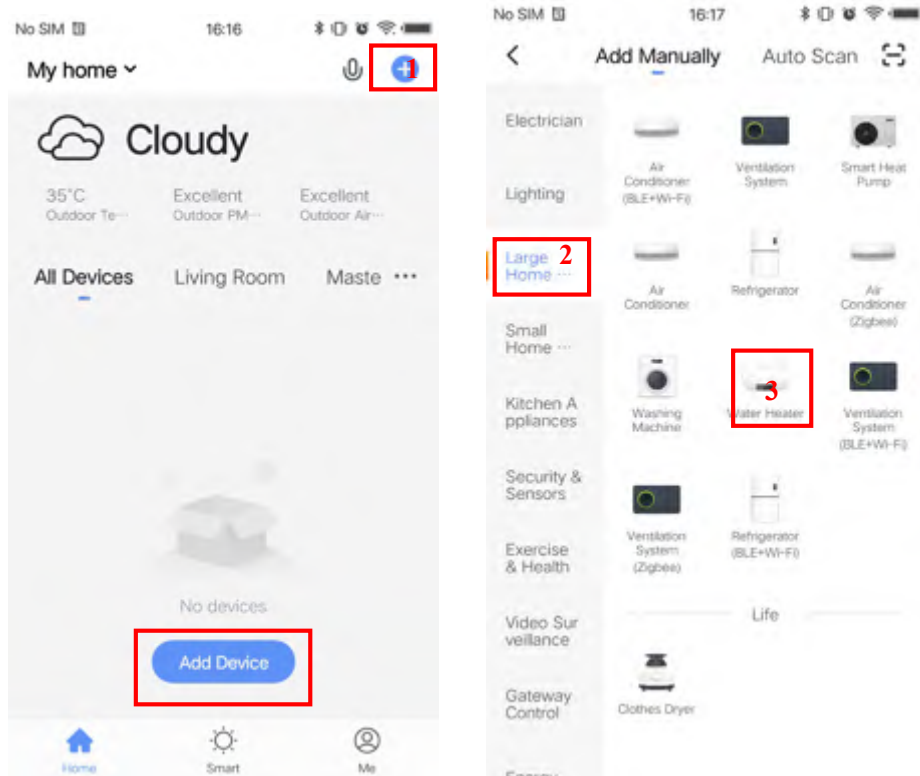 No SIM
16:16
My home
1
Cloudy
35°C
Excellent
Excellent
Outdoor Te···
Outdoor PM···
Outdoor Air···
All Devices
Living Room
Maste ···
No devices
Add Device
Home
Smart
Me
No SIM
16:17
Add Manually
Auto Scan
Electrician
Lighting
Large
Home ···
2
Small
Home ···
Kitchen A
ppliances
Security &
Sensors
Exercise
& Health
Video Sur
veillance
Gateway
Control
Energy
Air
Conditioner
(BLE+Wi-Fi)
Ventilation
System
Smart Heat
Pump
Air
Conditioner
Refrigerator
Air
Conditioner
(Zigbee)
Washing
Machine
3
Water Heater
Ventilation
System
(BLE+Wi-Fi)
Ventilation
System
(Zigbee)
Refrigerator
(BLE+Wi-Fi)
Life
Clothes Dryer